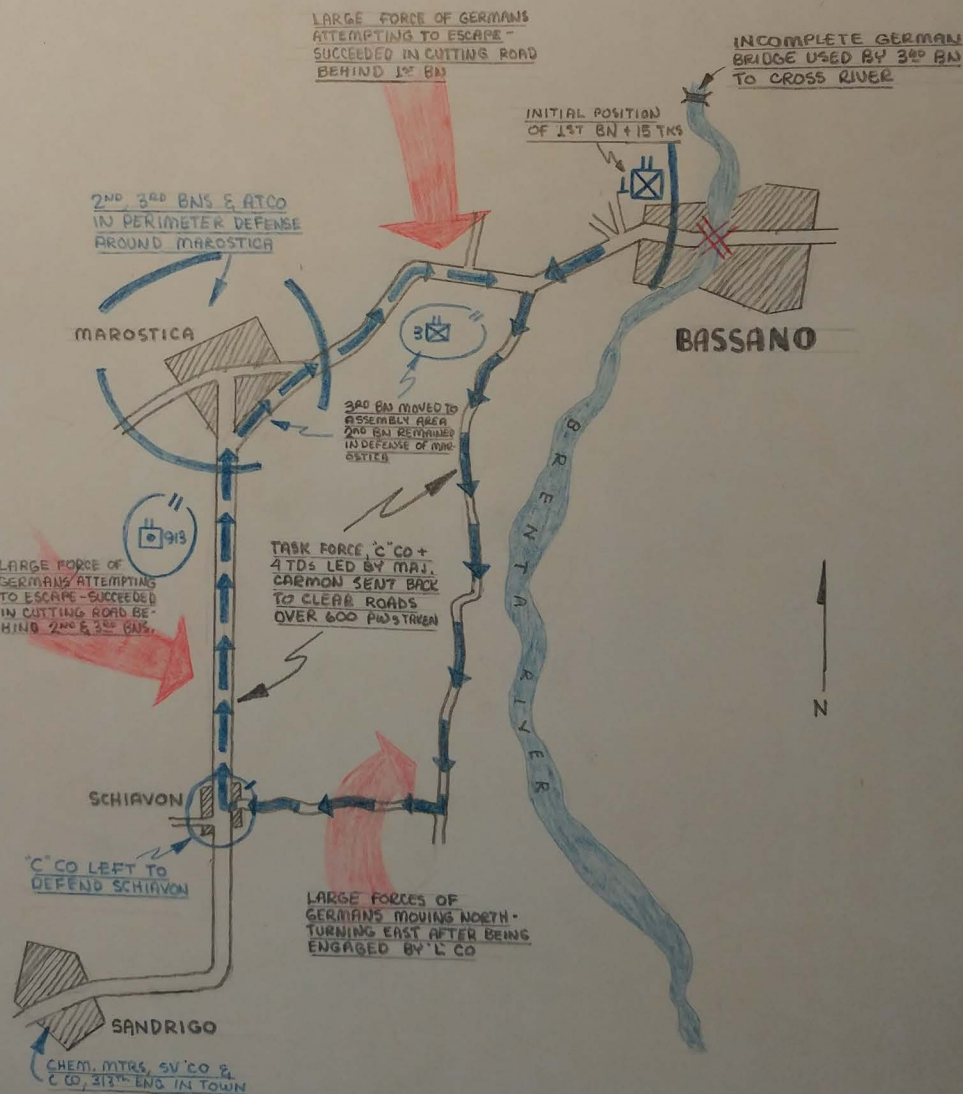 LARGE FORCE OF GERMANS
ATTEMPTING TO ESCAPE -
SUCCEEDED IN CUTTING ROAD
BEHIND 1ST BN
INCOMPLETE GERMAN
BRIDGE USED BY 3RD BN
TO CROSS RIVER
INITIAL POSITION
OF 1ST BN + 15 TKS
1
2ND, 3RD BNS & ATCO
IN PERIMETER DEFENSE
AROUND MAROSTICA
MAROSTICA
BASSANO
3
3RD BN MOVED TO
ASSEMBLY AREA
2ND BN REMAINED
IN DEFENSE OF MAR-
OSTICA
BRENTA RIVER
913
LARGE FORCE OF
GERMANS ATTEMPTING
TO ESCAPE - SUCCEEDED
IN CUTTING ROAD BE-
HIND 2ND & 3RD BNS.
TASK FORCE, "C" CO +
4 TDs LED BY MAJ.
CARMON SENT BACK
TO CLEAR ROADS
OVER 600 PWs TAKEN
N
SCHIAVON
"C" CO LEFT TO
DEFEND SCHIAVON
LARGE FORCES OF
GERMANS MOVING NORTH -
TURNING EAST AFTER BEING
ENGAGED BY "C" CO
SANDRIGO
CHEM. MTRS, SV CO &
C CO, 313TH ENG IN TOWN